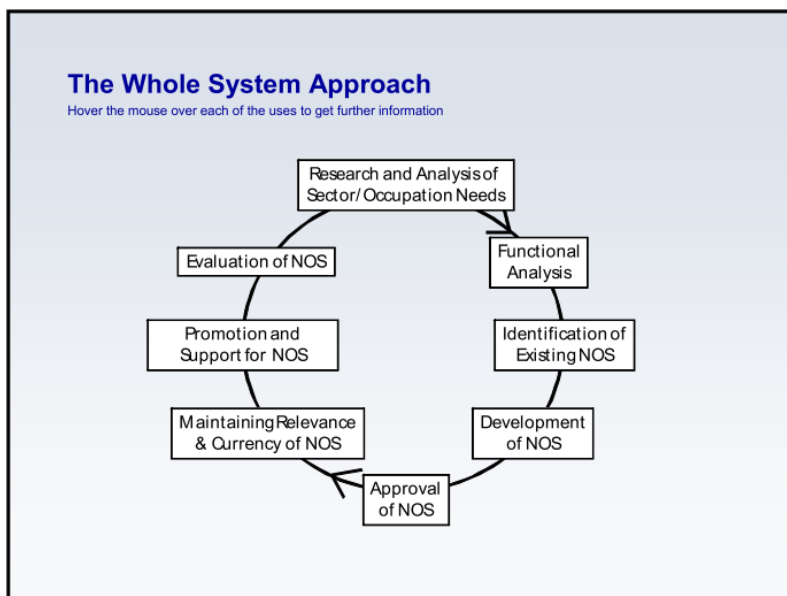 The Whole System Approach
Hover the mouse over each of the uses to get further information
Research and Analysis of
Sector/Occupation Needs
Functional
Analysis
Identification of
Existing NOS
Development
of NOS
Approval
of NOS
Maintaining Relevance
& Currency of NOS
Promotion and
Support for NOS
Evaluation of NOS